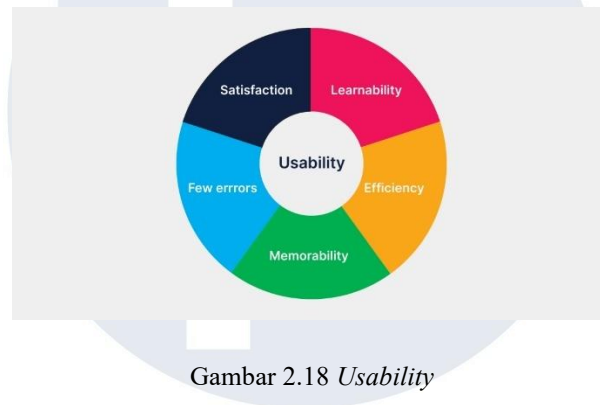 Satisfaction
Learnability
Usability
Few errrors
Efficiency
Memorability
Gambar 2.18 Usability